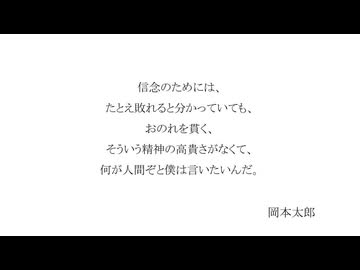 信念のためには、
たとえ敗れると分かっていても、
おのれを貫く、
そういう精神の高貴さがなくて、
何が人間ぞと僕は言いたいんだ。
岡本太郎